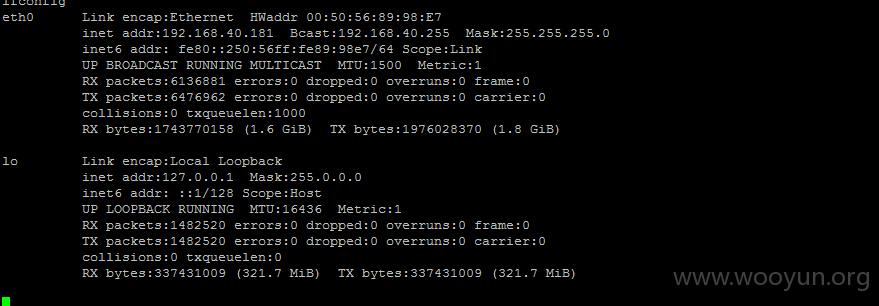 ifconfig
eth0 Link encap:Ethernet HWaddr 00:50:56:89:98:E7
inet addr:192.168.40.181 Bcast:192.168.40.255 Mask:255.255.255.0
inet6 addr: fe80::250:56ff:fe89:98e7/64 Scope:Link
UP BROADCAST RUNNING MULTICAST MTU:1500 Metric:1
RX packets:6136881 errors:0 dropped:0 overruns:0 frame:0
TX packets:6476962 errors:0 dropped:0 overruns:0 carrier:0
collisions:0 txqueuelen:1000
RX bytes:1743770158 (1.6 GiB) TX bytes:1976028370 (1.8 GiB)
lo Link encap:Local Loopback
inet addr:127.0.0.1 Mask:255.0.0.0
inet6 addr: ::1/128 Scope:Host
UP LOOPBACK RUNNING MTU:16436 Metric:1
RX packets:1482520 errors:0 dropped:0 overruns:0 frame:0
TX packets:1482520 errors:0 dropped:0 overruns:0 carrier:0
collisions:0 txqueuelen:0
RX bytes:337431009 (321.7 MiB) TX bytes:337431009 (321.7 MiB)
www.wooyun.org